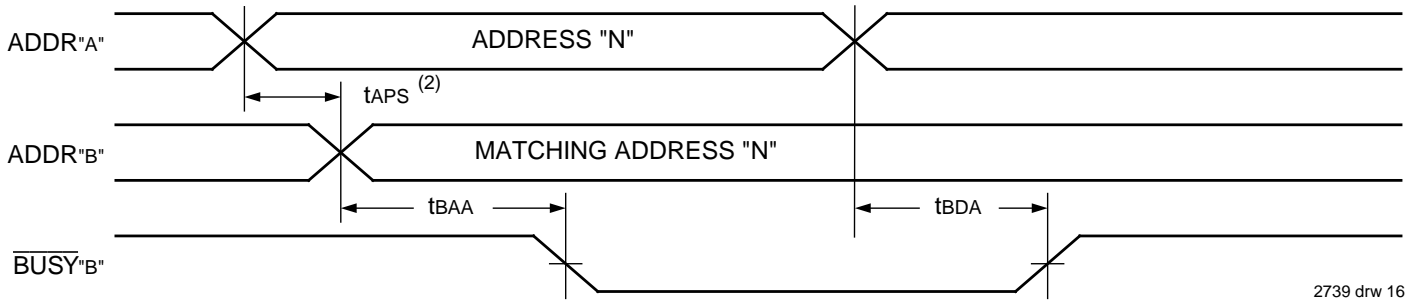 ADDR"A"
ADDRESS "N"
tAPS (2)
ADDR"B"
MATCHING ADDRESS "N"
tBAA
tBDA
BUSY"B"
2739 drw 16